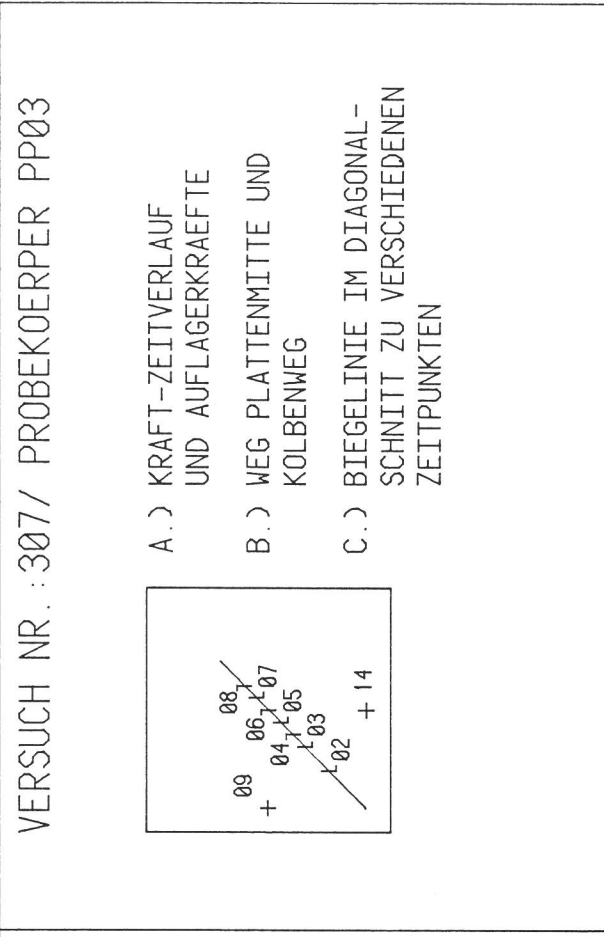 VERSUCH NR.:307/ PROBEKOERPER PP03
A.) KRAFT-ZEITVERLAUF
UND AUFLAGERKRAEFTE
B.) WEG PLATTENMITTE UND
KOLBENWEG
C.) BIEGELINIE IM DIAGONAL-
SCHNITT ZU VERSCHIEDENEN
ZEITPUNKTEN
09
08
07
06
05
04
03
02
14